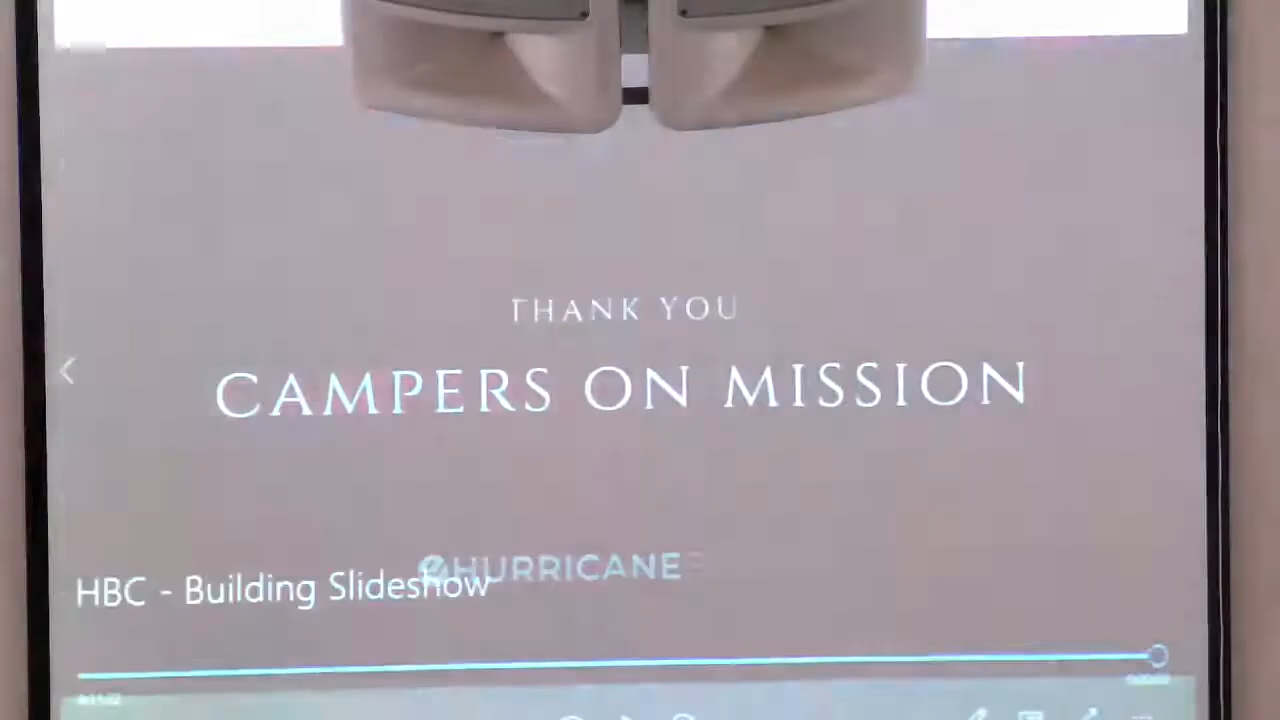 THANK YOU
CAMPERS ON MISSION
HURRICANE
HBC - Building Slideshow